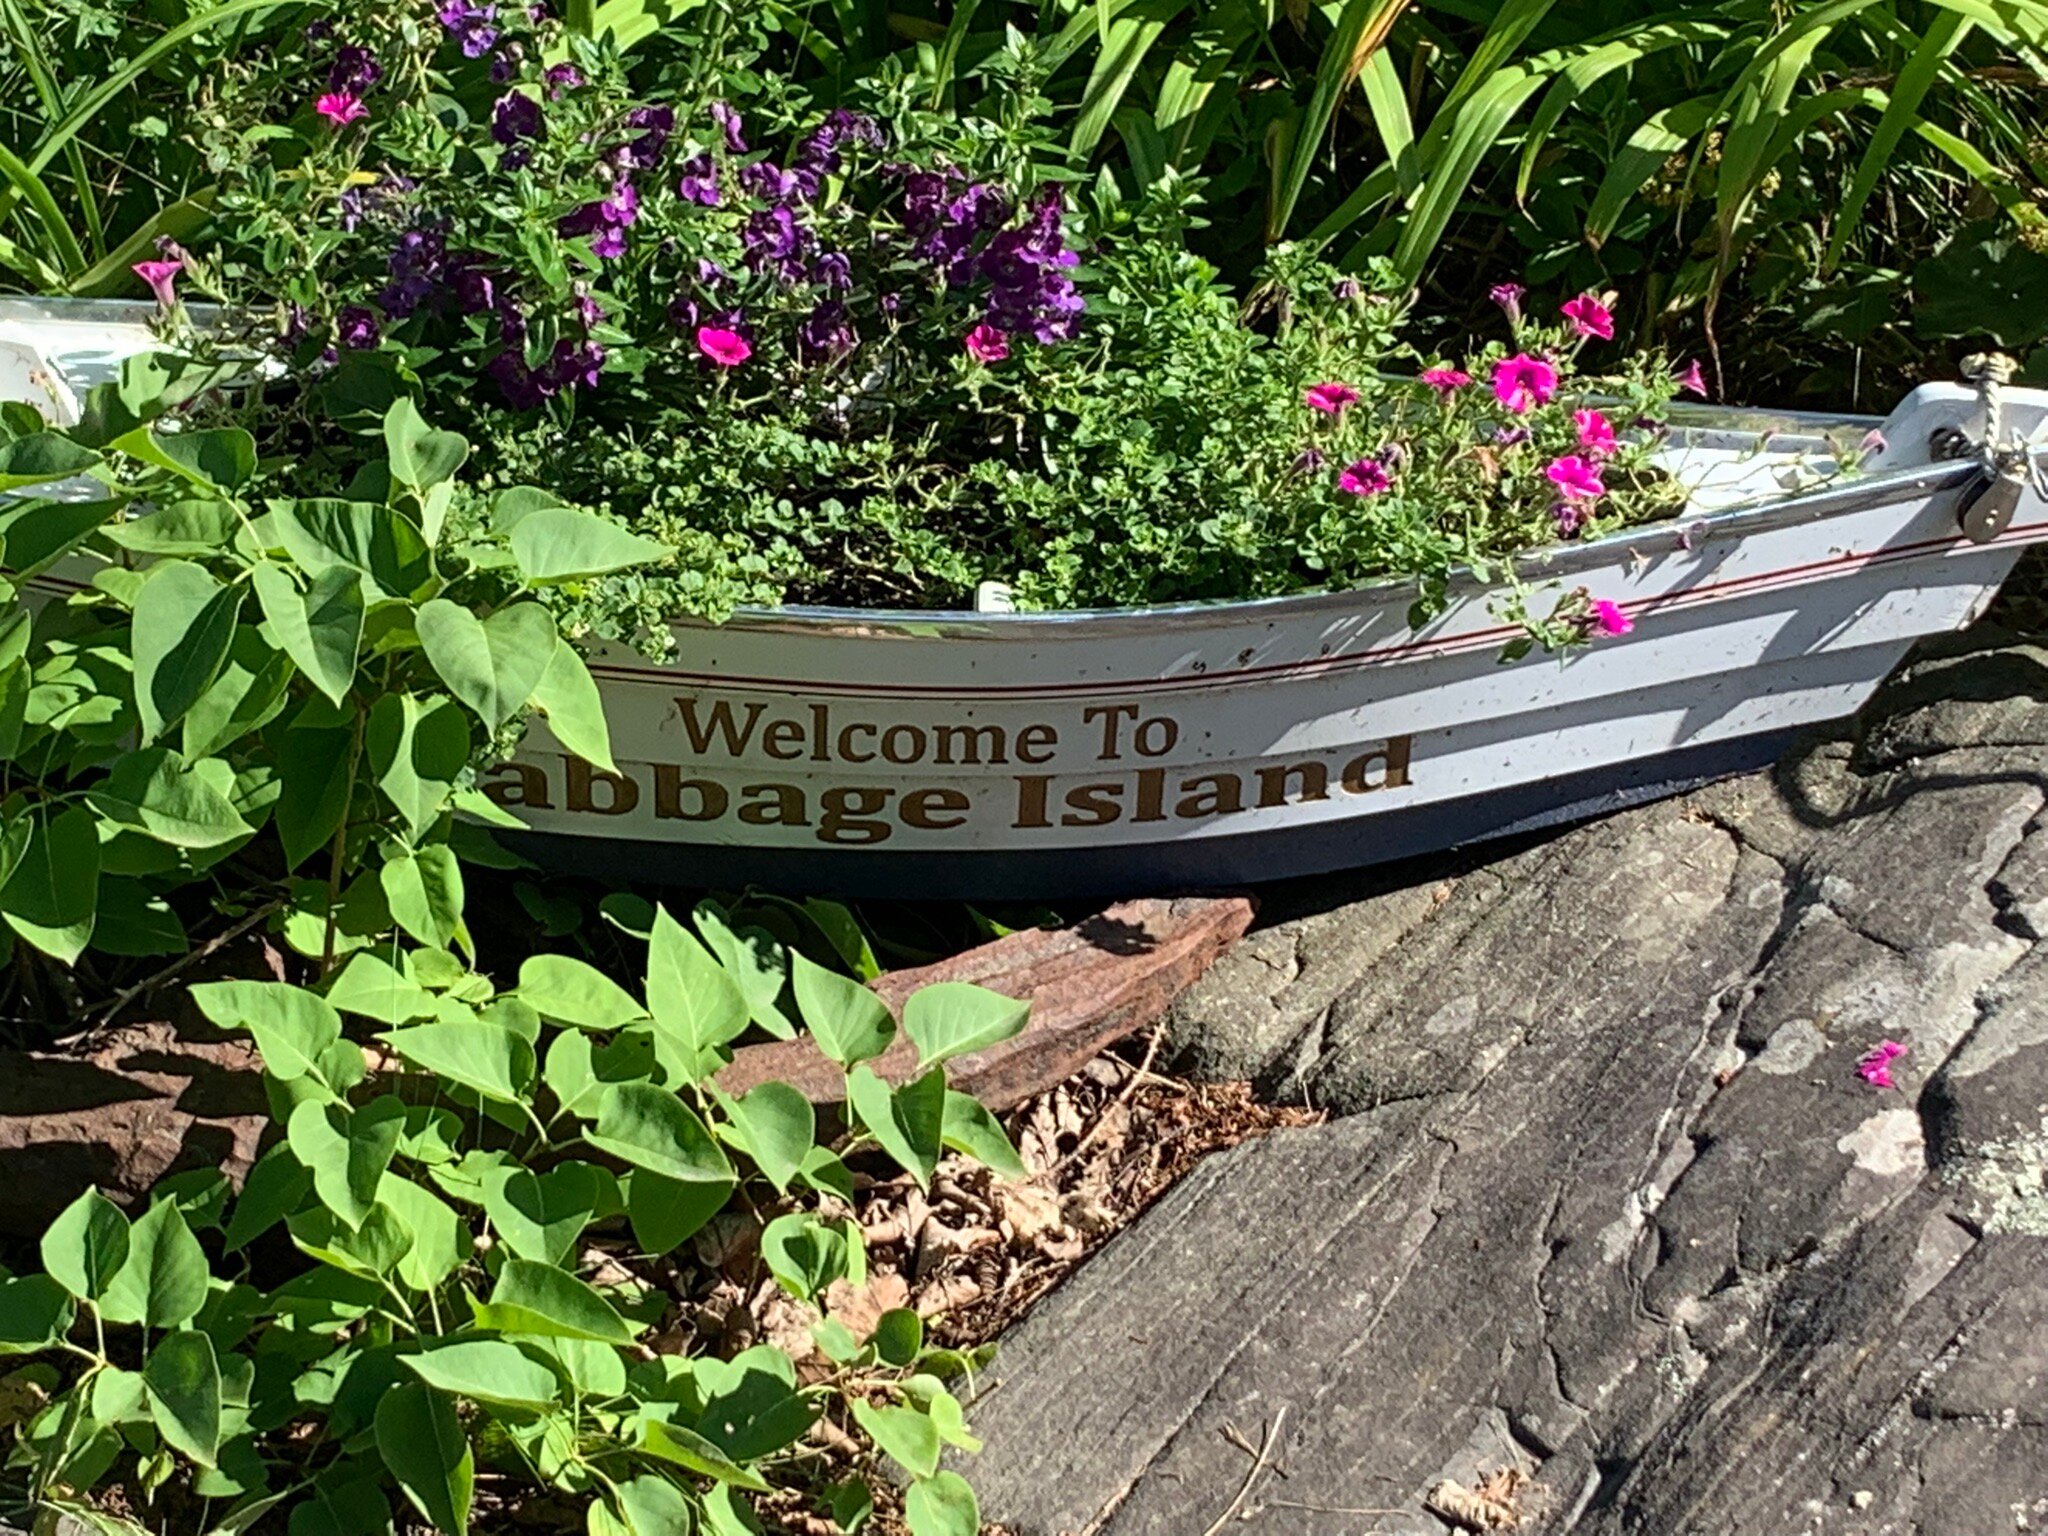 Welcome To
abbage Island